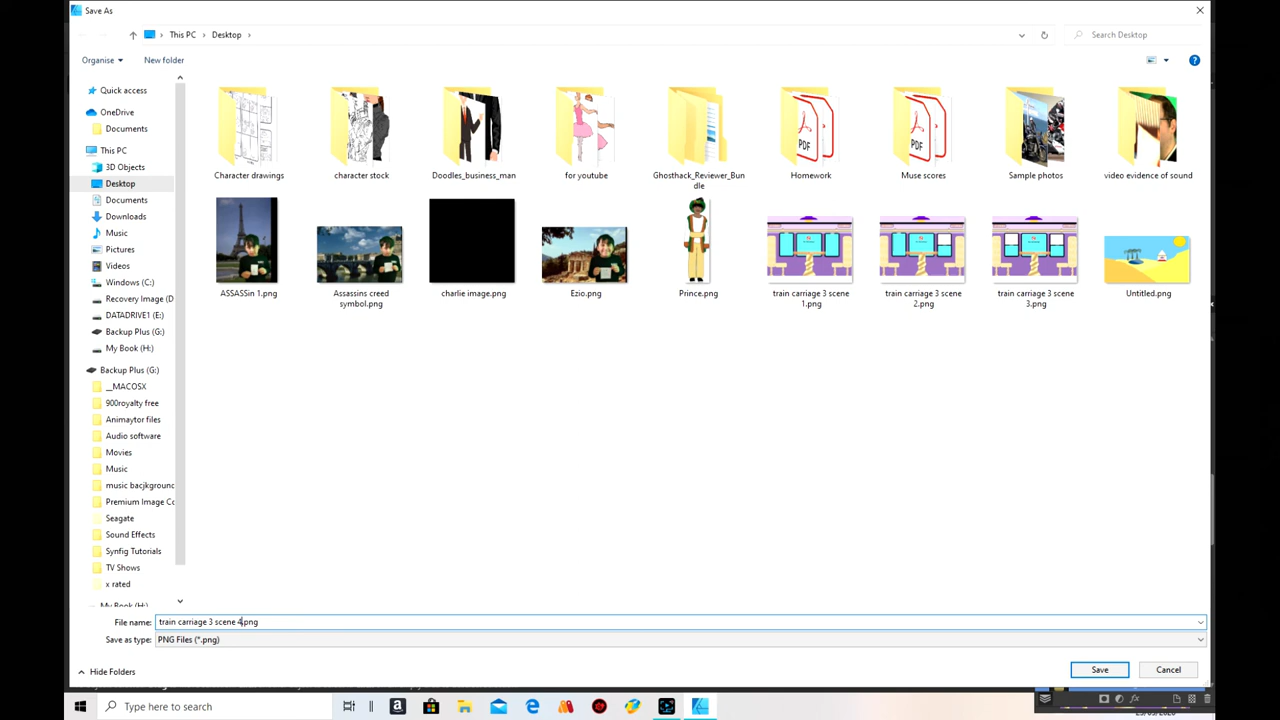 Save As
This PC > Desktop >
Search Desktop
Organise
New folder
Quick access
OneDrive
Documents
This PC
3D Objects
Desktop
Documents
Downloads
Music
Pictures
Videos
Windows (C:)
Recovery Image (D
DATADRIVE1 (E:)
Backup Plus (G:)
My Book (H:)
Backup Plus (G:)
__MACOSX
900royalty free
Animaytor files
Audio software
Movies
Music
music bacjkground
Premium Image Co
Seagate
Sound Effects
Synfig Tutorials
TV Shows
x rated
My Book (H:)
Character drawings
character stock
Doodles_business_man
for youtube
Ghosthack_Reviewer_Bun
dle
Homework
Muse scores
Sample photos
video evidence of sound
PDF
PDF
ASSASSin 1.png
Assassins creed
symbol.png
charlie image.png
Ezio.png
Prince.png
train carriage 3 scene
1.png
train carriage 3 scene
2.png
train carriage 3 scene
3.png
Untitled.png
File name: train carriage 3 scene 4.png
Save as type: PNG Files (*.png)
Hide Folders
Save
Cancel
Type here to search